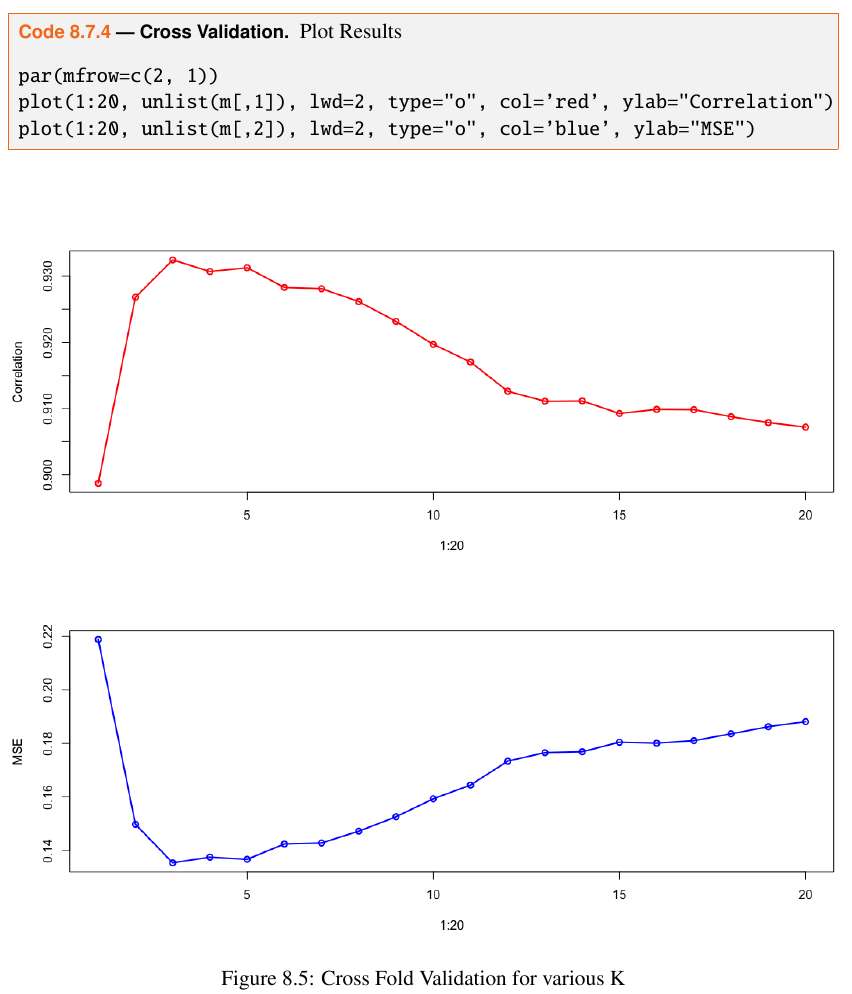 Code 8.7.4 — Cross Validation. Plot Results
par(mfrow=c(2, 1))
plot(1:20, unlist(m[,1]), lwd=2, type="o", col=’red’, ylab="Correlation")
plot(1:20, unlist(m[,2]), lwd=2, type="o", col=’blue’, ylab="MSE")
0.930
0.920
0.910
0.900
Correlation
5 10 15 20
1:20
0.22
0.20
0.18
0.16
0.14
MSE
5 10 15 20
1:20
Figure 8.5: Cross Fold Validation for various K